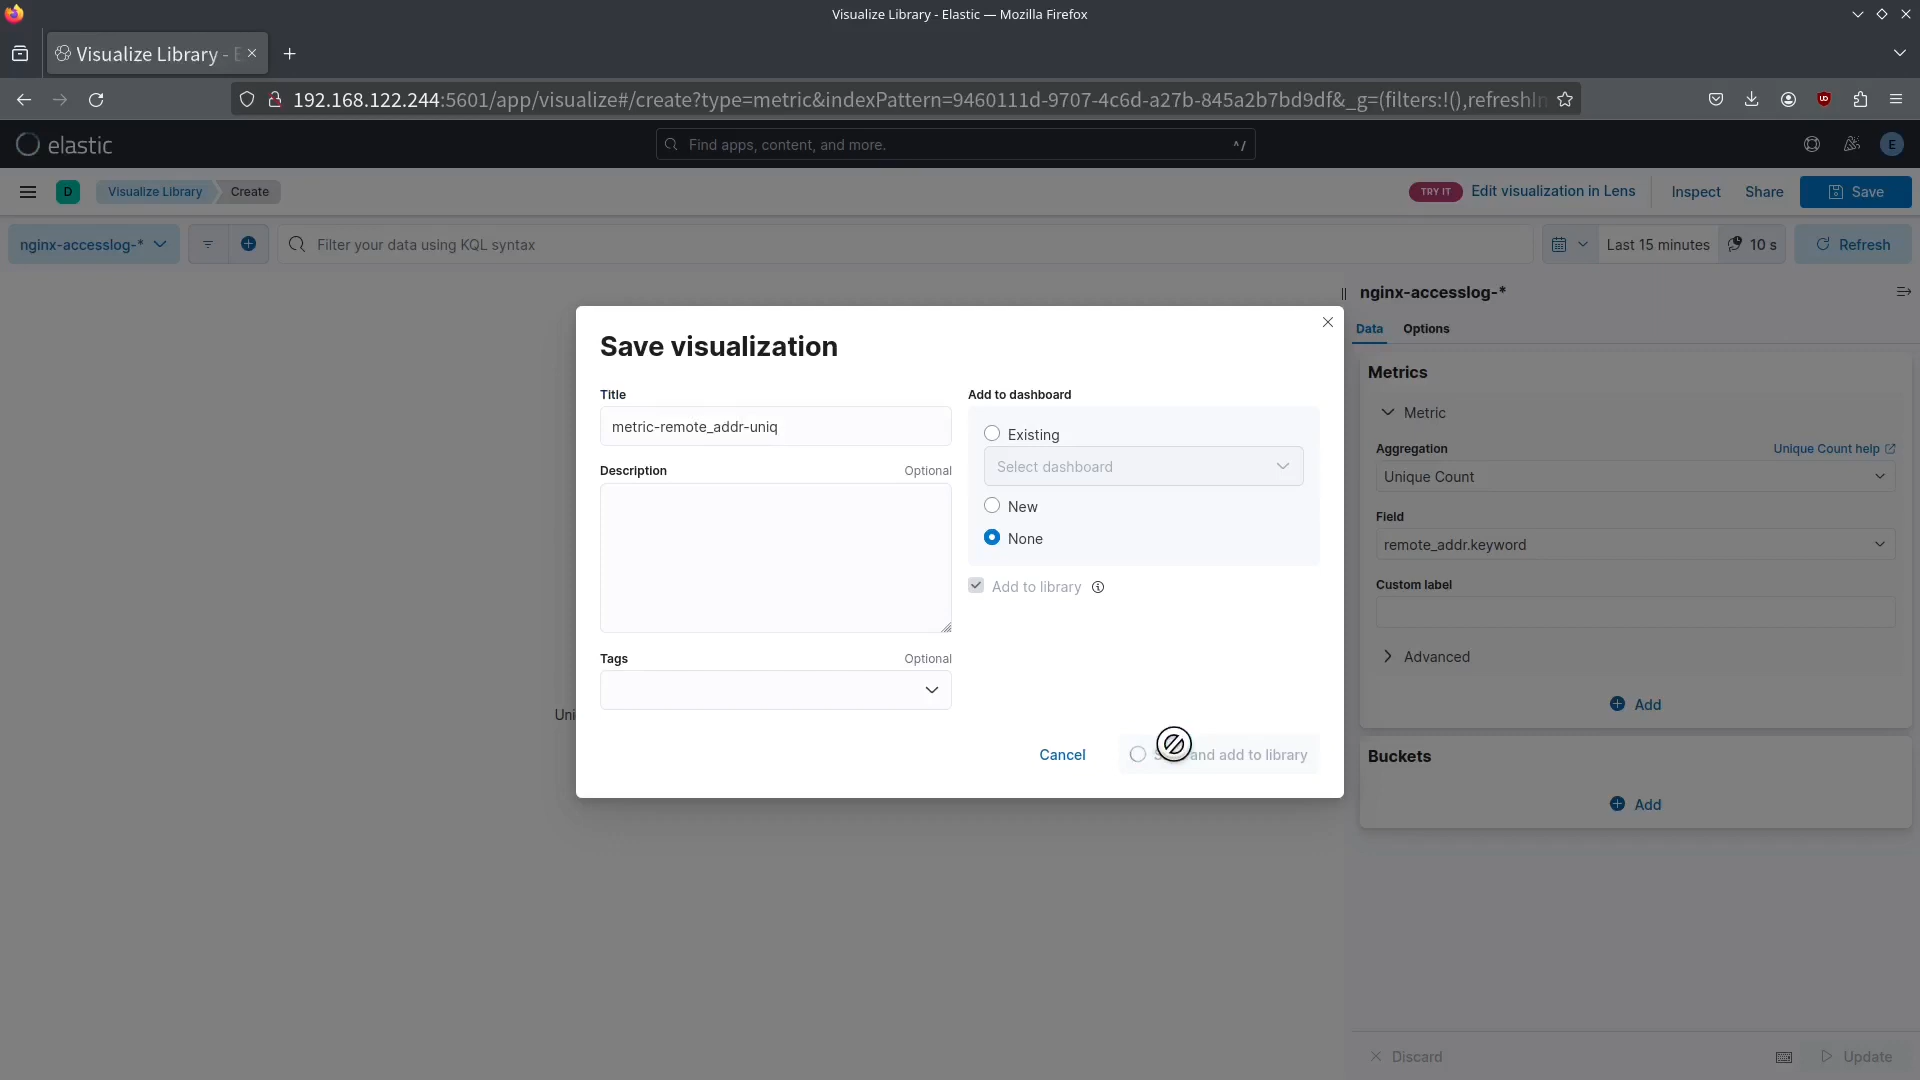 Visualize Library - Elastic — Mozilla Firefox
Visualize Library -
192.168.122.244:5601/app/visualize#/create?type=metric&indexPattern=9460111d-9707-4c6d-a27b-845a2b7bd9df&_g=(filters:!(),refreshIn
elastic
Find apps, content, and more.
^/
E
D
Visualize Library
Create
TRY IT
Edit visualization in Lens
Inspect
Share
Save
nginx-accesslog-*
Filter your data using KQL syntax
Last 15 minutes
10 s
Refresh
Save visualization
Title
metric-remote_addr-uniq
Description
Optional
Tags
Optional
Add to dashboard
Existing
Select dashboard
New
None
Add to library
Cancel
and add to library
Uni
nginx-accesslog-*
Data
Options
Metrics
Metric
Aggregation
Unique Count help
Unique Count
Field
remote_addr.keyword
Custom label
Advanced
Add
Buckets
Add
Discard
Update